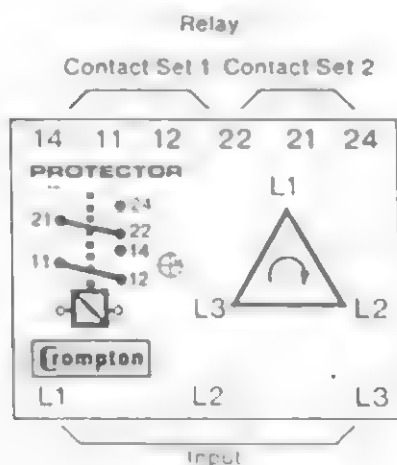 Relay
Contact Set 1 Contact Set 2
14 11 12 22 21 24
PROTECTOR
L1
24
21
22
14
11
12
L3 L2
Crompton
L1 L2 L3
Input